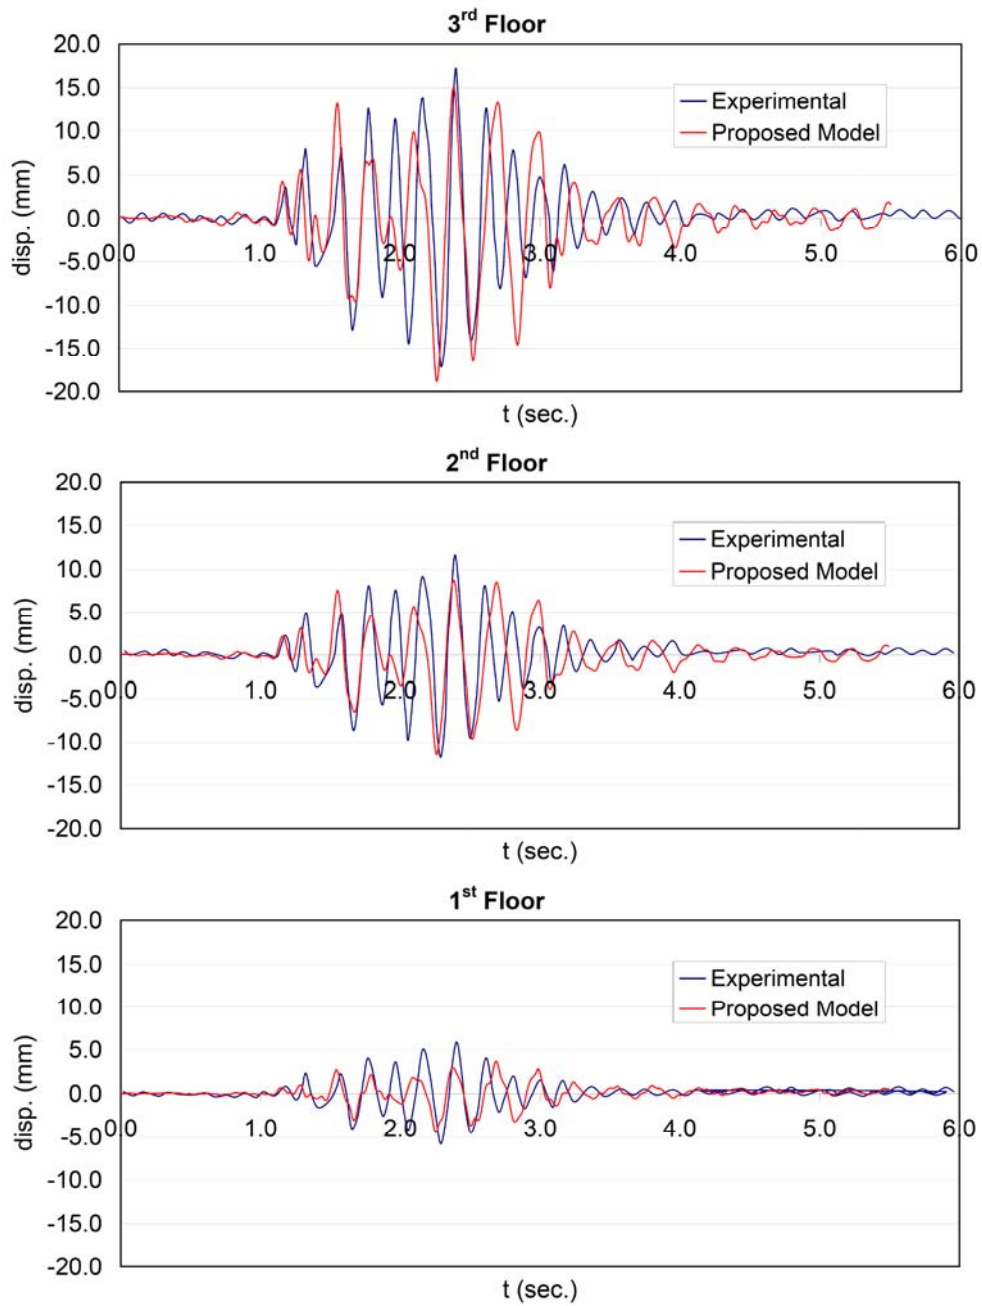 3rd Floor
20.0
15.0
10.0
5.0
0.0
-5.0
-10.0
-15.0
-20.0
disp. (mm)
Experimental
Proposed Model
0.0 1.0 2.0 3.0 4.0 5.0 6.0
t (sec.)
2nd Floor
20.0
15.0
10.0
5.0
0.0
-5.0
-10.0
-15.0
-20.0
disp. (mm)
Experimental
Proposed Model
0.0 1.0 2.0 3.0 4.0 5.0 6.0
t (sec.)
1st Floor
20.0
15.0
10.0
5.0
0.0
-5.0
-10.0
-15.0
-20.0
disp. (mm)
Experimental
Proposed Model
0.0 1.0 2.0 3.0 4.0 5.0 6.0
t (sec.)